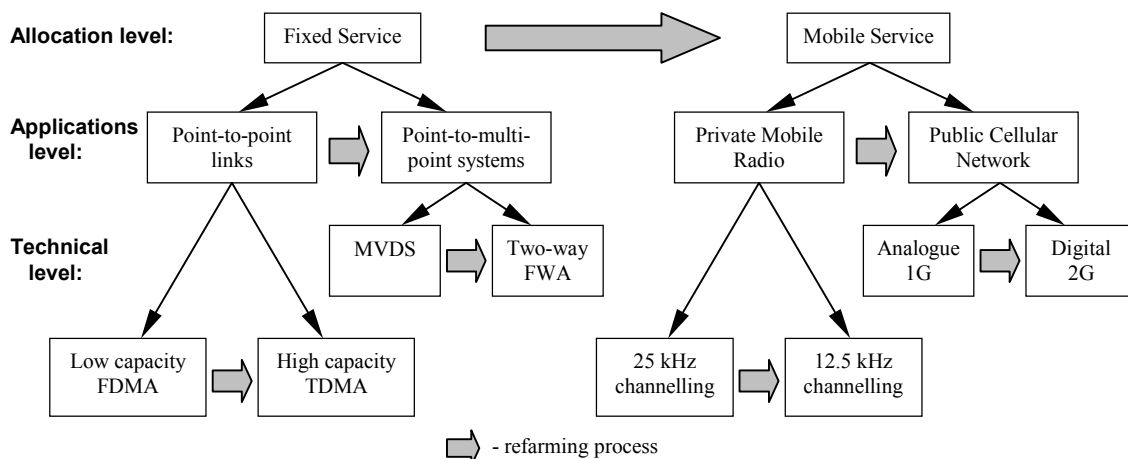 Allocation level:
Fixed Service
Mobile Service
Applications
level:
Point-to-point
links
Point-to-multi-
point systems
Private Mobile
Radio
Public Cellular
Network
Technical
level:
MVDS
Two-way
FWA
Analogue
1G
Digital
2G
Low capacity
FDMA
High capacity
TDMA
25 kHz
channelling
12.5 kHz
channelling
- refarming process